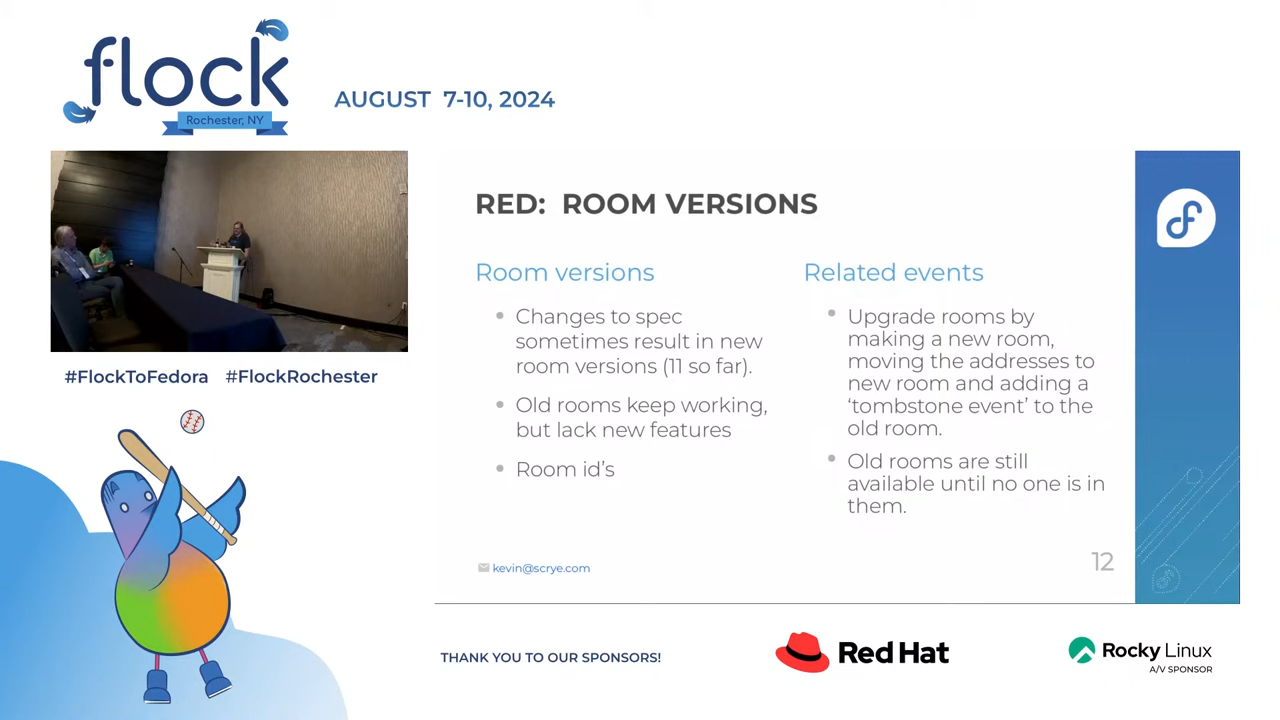 flock
Rochester, NY
AUGUST 7-10, 2024
#FlockToFedora #FlockRochester
RED: ROOM VERSIONS
Room versions
Changes to spec
sometimes result in new
room versions (11 so far).
Old rooms keep working,
but lack new features
Room id's
Related events
Upgrade rooms by
making a new room,
moving the addresses to
new room and adding a
‘tombstone event’ to the
old room.
Old rooms are still
available until no one is in
them.
kevin@scrye.com
12
THANK YOU TO OUR SPONSORS!
Red Hat
Rocky Linux
A/V SPONSOR